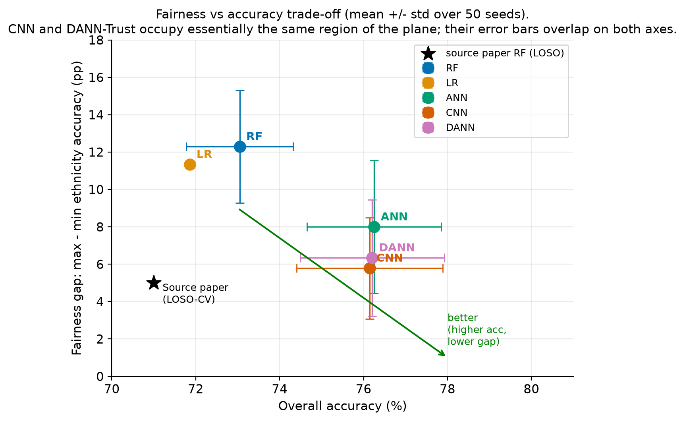 Fairness vs accuracy trade-off (mean +/- std over 50 seeds).
CNN and DANN-Trust occupy essentially the same region of the plane; their error bars overlap on both axes.
18
16
14
12
10
8
6
4
2
0
Fairness gap: max - min ethnicity accuracy (pp)
source paper RF (LOSO)
RF
LR
ANN
CNN
DANN
RF
LR
ANN
DANN
CNN
Source paper
(LOSO-CV)
better
(higher acc,
lower gap)
70
72
74
76
78
80
Overall accuracy (%)